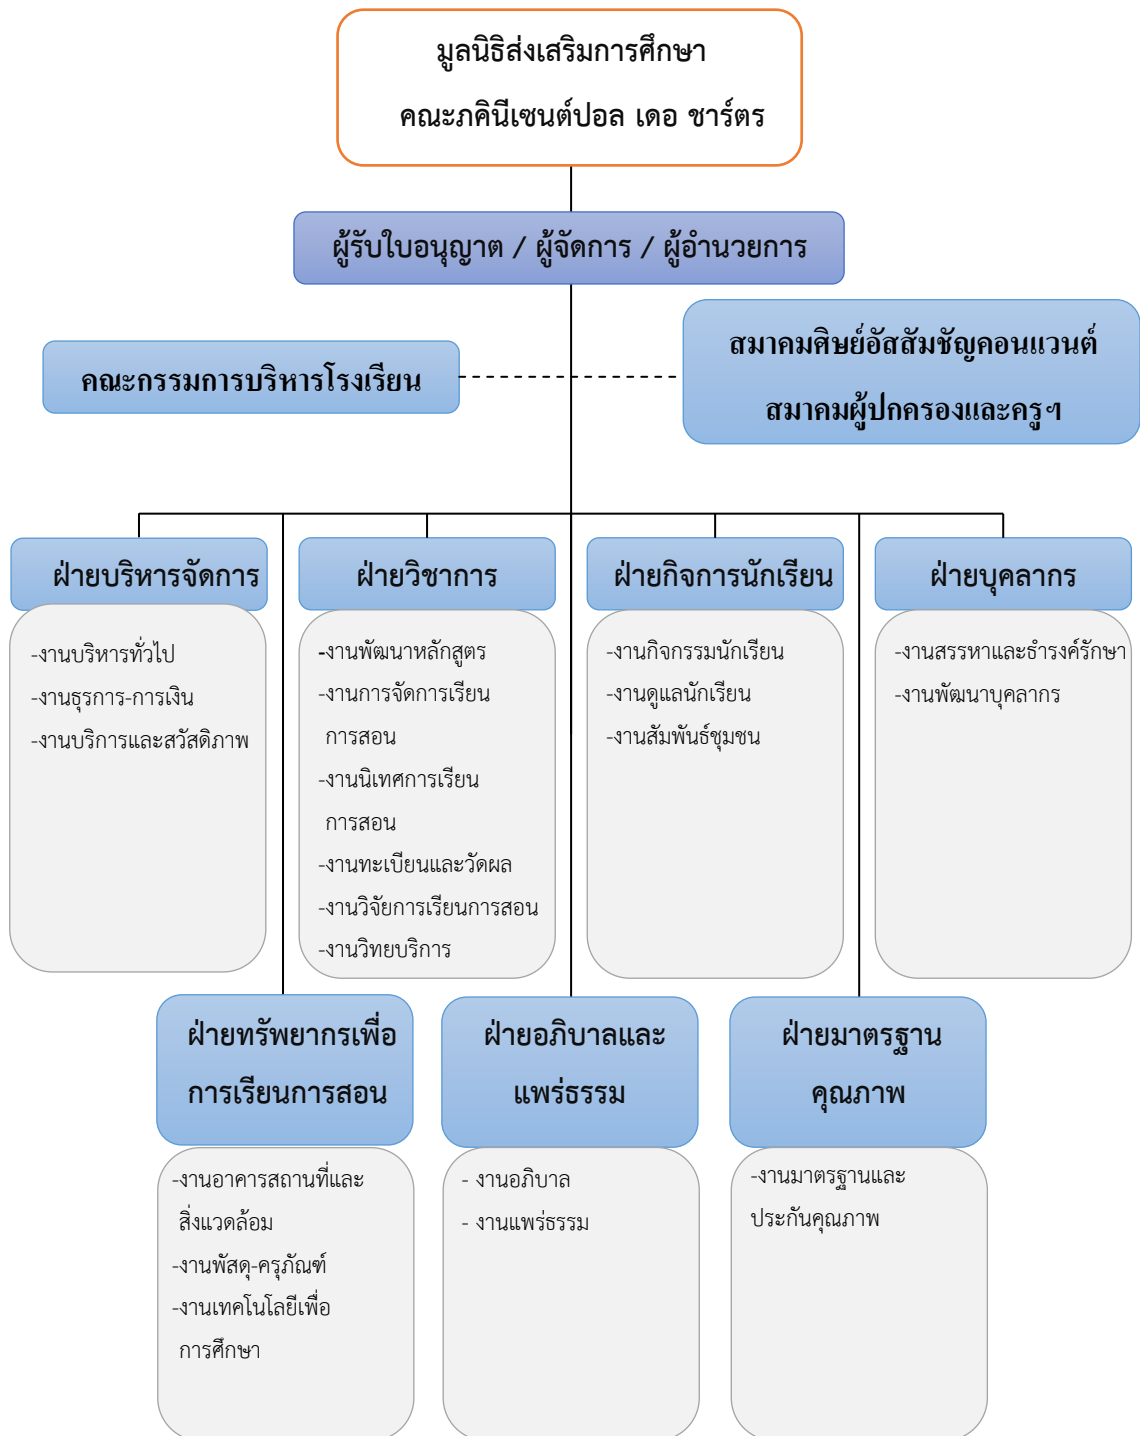 มูลนิธิส่งเสริมการศึกษา
คณะภคินีเซนต์ปอล เดอ ชาร์ตร
ผู้รับใบอนุญาต / ผู้จัดการ / ผู้อำนวยการ
คณะกรรมการบริหารโรงเรียน
สมาคมศิษย์อัสสัมชัญคอนแวนต์
สมาคมผู้ปกครองและครูฯ
ฝ่ายบริหารจัดการ
-งานบริหารทั่วไป
-งานธุรการ-การเงิน
-งานบริการและสวัสดิภาพ
ฝ่ายวิชาการ
-งานพัฒนาหลักสูตร
-งานการจัดการเรียน
การสอน
-งานนิเทศการเรียน
การสอน
-งานทะเบียนและวัดผล
-งานวิจัยการเรียนการสอน
-งานวิทยบริการ
ฝ่ายกิจการนักเรียน
-งานกิจกรรมนักเรียน
-งานดูแลนักเรียน
-งานสัมพันธ์ชุมชน
ฝ่ายบุคลากร
-งานสรรหาและธำรงค์รักษา
-งานพัฒนาบุคลากร
ฝ่ายทรัพยากรเพื่อ
การเรียนการสอน
-งานอาคารสถานที่และ
สิ่งแวดล้อม
-งานพัสดุ-ครุภัณฑ์
-งานเทคโนโลยีเพื่อ
การศึกษา
ฝ่ายอภิบาลและ
แพร่ธรรม
- งานอภิบาล
- งานแพร่ธรรม
ฝ่ายมาตรฐาน
คุณภาพ
-งานมาตรฐานและ
ประกันคุณภาพ